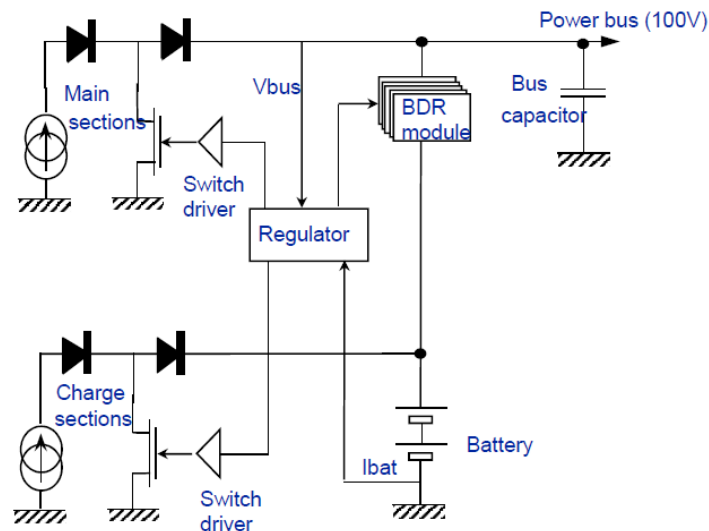 Power bus (100V)
Main
sections
Vbus
BDR
module
Bus
capacitor
Switch
driver
Regulator
Charge
sections
Switch
driver
Ibat
Battery